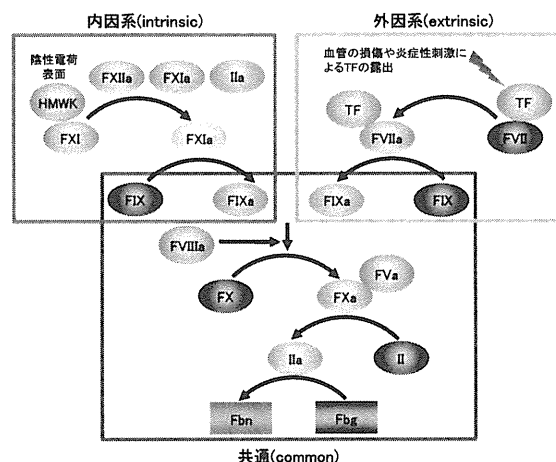 内因系(intrinsic)
外因系(extrinsic)
陰性電荷
表面
FXIIa
FXIa
IIa
HMWK
FXI
FXIa
血管の損傷や炎症性刺激に
よるTFの露出
TF
FVIIa
TF
FVII
FIX
FIXa
FIXa
FIX
FVIIIa
FX
FXa
FVa
IIa
II
Fbn
Fbg
共通(common)